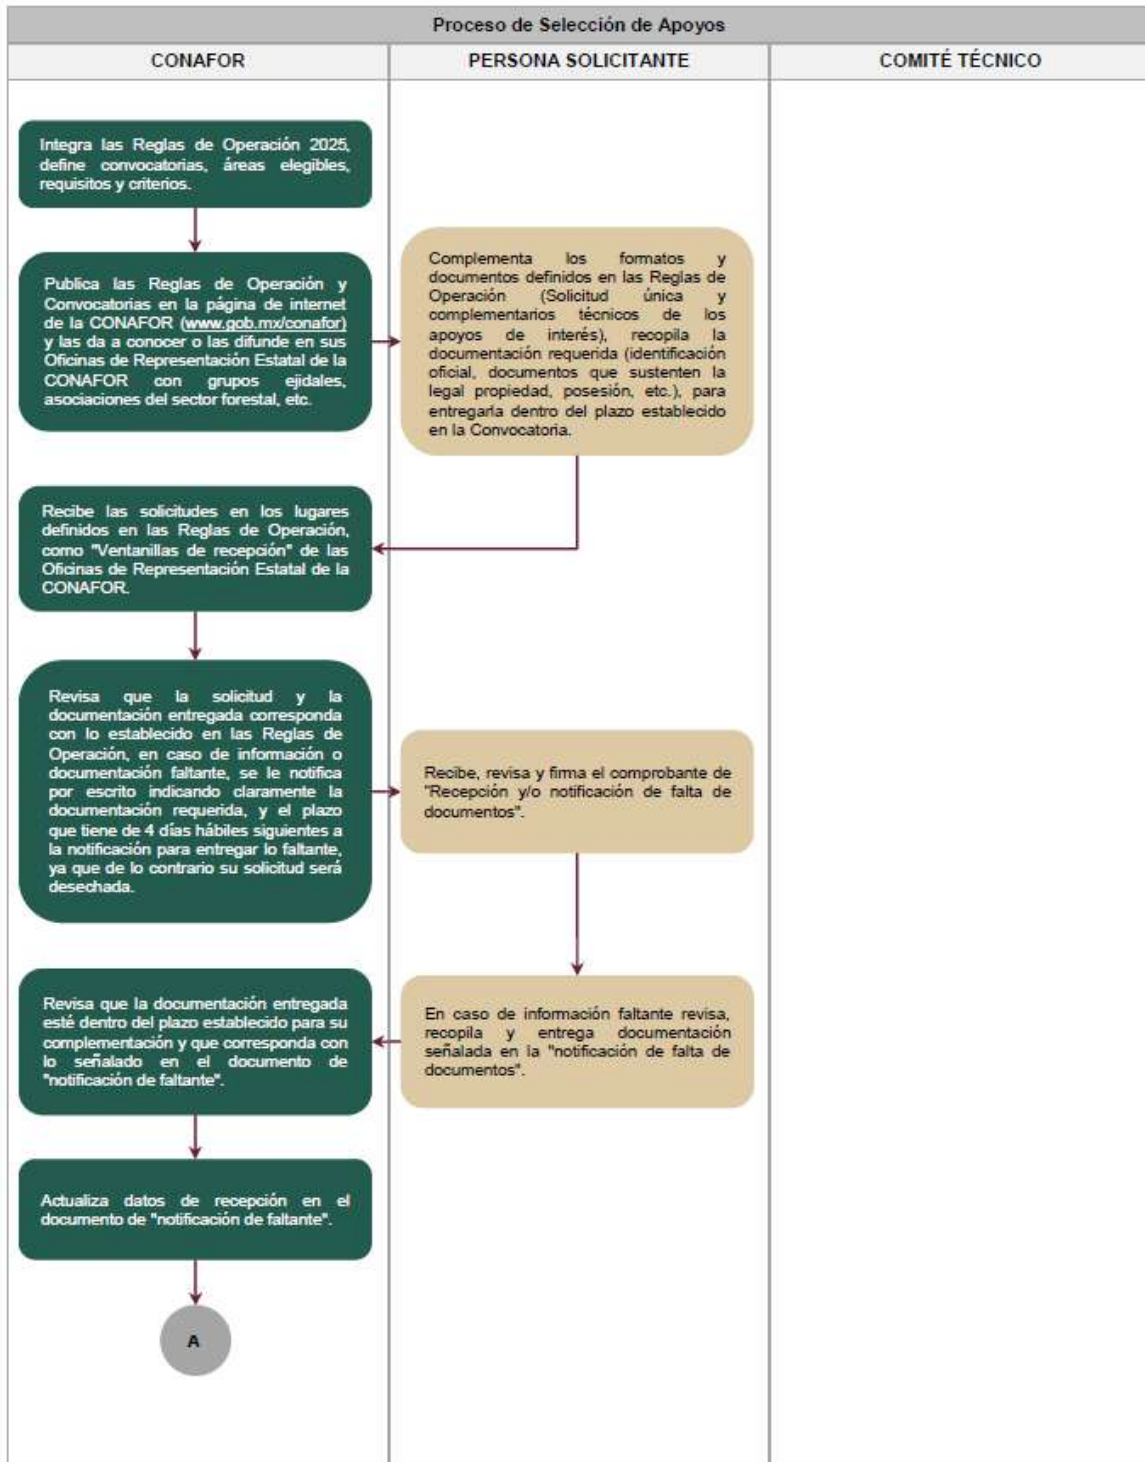 Proceso de Selección de Apoyos
CONAFOR
PERSONA SOLICITANTE
COMITÉ TÉCNICO
Integra las Reglas de Operación 2025,
define convocatorias, áreas elegibles,
requisitos y criterios.
Publica las Reglas de Operación y
Convocatorias en la página de internet
de la CONAFOR (www.gob.mx/conafor)
y las da a conocer o las difunde en sus
Oficinas de Representación Estatal de la
CONAFOR con grupos ejidales,
asociaciones del sector forestal, etc.
Complementa los formatos y
documentos definidos en las Reglas de
Operación (Solicitud única y
complementarios técnicos de los
apoyos de interés), recopila la
documentación requerida (identificación
oficial, documentos que sustenten la
legal propiedad, posesión, etc.), para
entregarla dentro del plazo establecido
en la Convocatoria.
Recibe las solicitudes en los lugares
definidos en las Reglas de Operación,
como "Ventanillas de recepción" de las
Oficinas de Representación Estatal de la
CONAFOR.
Revisa que la solicitud y la
documentación entregada corresponda
con lo establecido en las Reglas de
Operación, en caso de información o
documentación faltante, se le notifica
por escrito indicando claramente la
documentación requerida, y el plazo
que tiene de 4 días hábiles siguientes a
la notificación para entregar lo faltante,
ya que de lo contrario su solicitud será
desechada.
Recibe, revisa y firma el comprobante de
"Recepción y/o notificación de falta de
documentos".
En caso de información faltante revisa,
recopila y entrega documentación
señalada en la "notificación de falta de
documentos".
Revisa que la documentación entregada
esté dentro del plazo establecido para su
complementación y que corresponda con
lo señalado en el documento de
"notificación de faltante".
Actualiza datos de recepción en el
documento de "notificación de faltante".
A